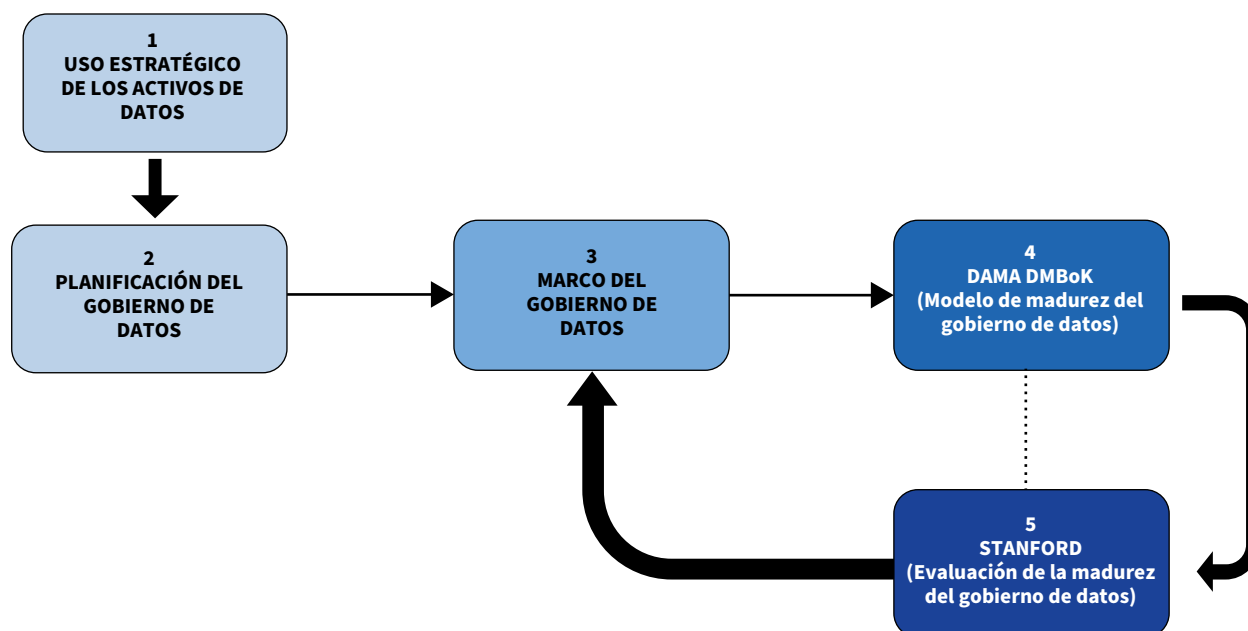 1
USO ESTRATÉGICO
DE LOS ACTIVOS DE
DATOS
2
PLANIFICACIÓN DEL
GOBIERNO DE
DATOS
3
MARCO DEL
GOBIERNO DE
DATOS
4
DAMA DMBoK
(Modelo de madurez del
gobierno de datos)
5
STANFORD
(Evaluación de la madurez
del gobierno de datos)